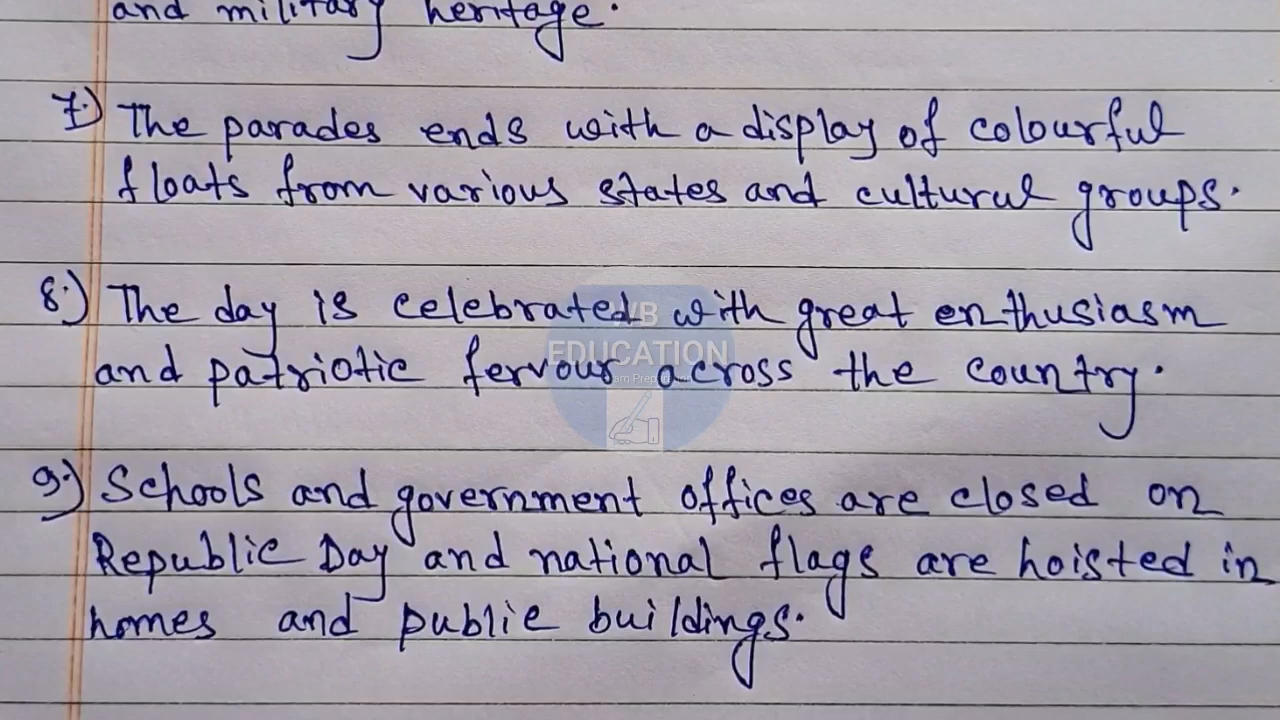 and military heritage.
7.) The parades ends with a display of colourful
floats from various states and cultural groups.
8.) The day is celebrated with great enthusiasm
and patriotic fervour across the country.
9.) Schools and government offices are closed on
Republic Day and national flags are hoisted in
homes and public buildings.
EDUCATION